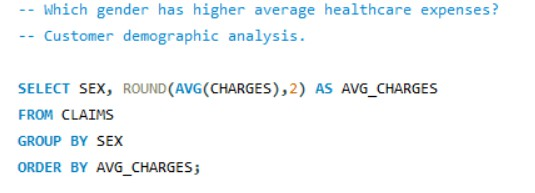 -- Which gender has higher average healthcare expenses?
-- Customer demographic analysis.
SELECT SEX, ROUND(AVG(CHARGES),2) AS AVG_CHARGES
FROM CLAIMS
GROUP BY SEX
ORDER BY AVG_CHARGES;